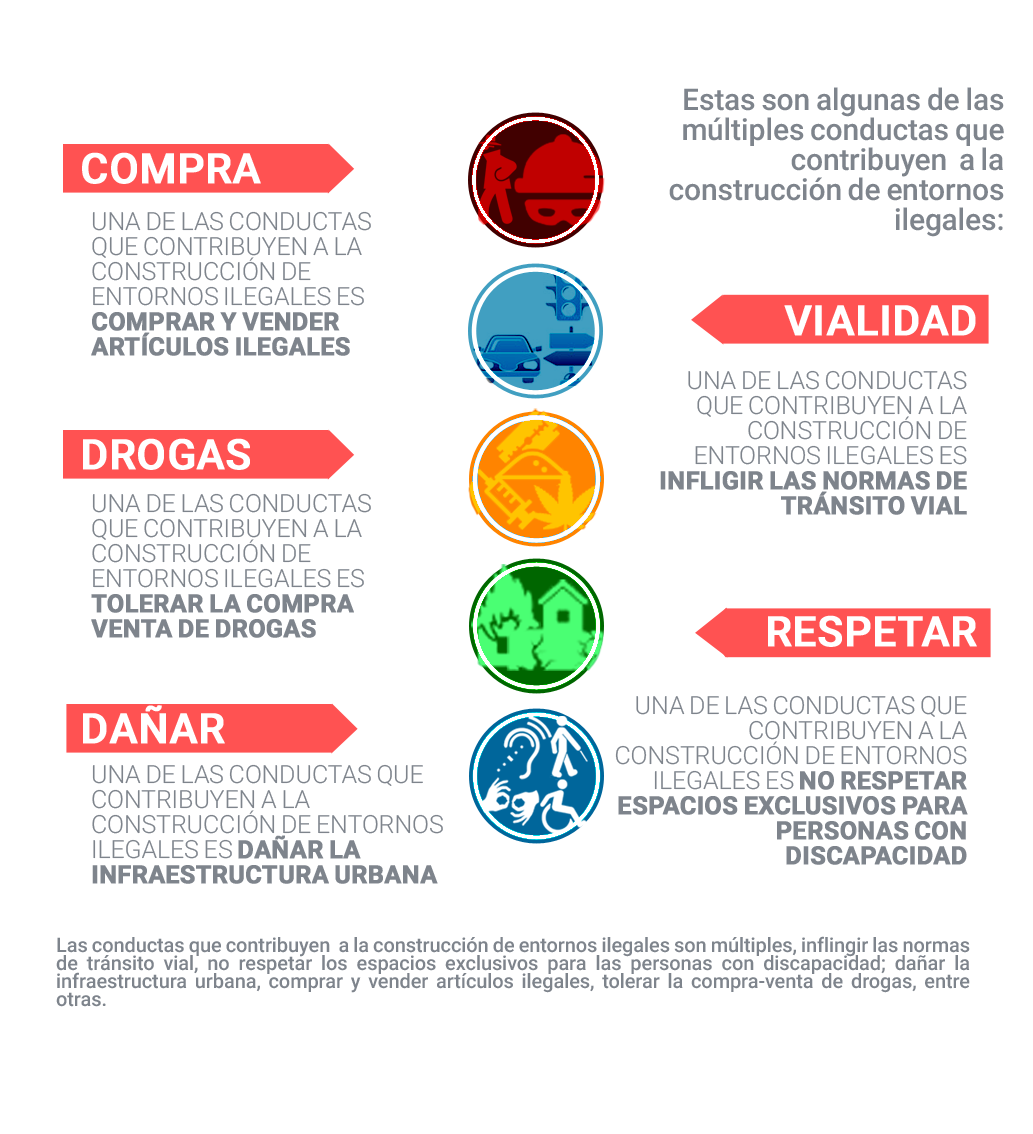 Estas son algunas de las
múltiples conductas que
contribuyen  a la
construcción de entornos
ilegales:
COMPRA
UNA DE LAS CONDUCTAS
QUE CONTRIBUYEN A LA
CONSTRUCCIÓN DE
ENTORNOS ILEGALES ES
COMPRAR Y VENDER
ARTÍCULOS ILEGALES
VIALIDAD
UNA DE LAS CONDUCTAS
QUE CONTRIBUYEN A LA
CONSTRUCCIÓN DE
ENTORNOS ILEGALES ES
INFLIGIR LAS NORMAS DE
TRÁNSITO VIAL
DROGAS
UNA DE LAS CONDUCTAS
QUE CONTRIBUYEN A LA
CONSTRUCCIÓN DE
ENTORNOS ILEGALES ES
TOLERAR LA COMPRA
VENTA DE DROGAS
RESPETAR
UNA DE LAS CONDUCTAS QUE
CONTRIBUYEN A LA
CONSTRUCCIÓN DE ENTORNOS
ILEGALES ES NO RESPETAR
ESPACIOS EXCLUSIVOS PARA
PERSONAS CON
DISCAPACIDAD
DAÑAR
UNA DE LAS CONDUCTAS QUE
CONTRIBUYEN A LA
CONSTRUCCIÓN DE ENTORNOS
ILEGALES ES DAÑAR LA
INFRAESTRUCTURA URBANA
Las conductas que contribuyen  a la construcción de entornos ilegales son múltiples, inflingir las normas
de tránsito vial, no respetar los espacios exclusivos para las personas con discapacidad; dañar la
infraestructura urbana, comprar y vender artículos ilegales, tolerar la compra-venta de drogas, entre
otras.